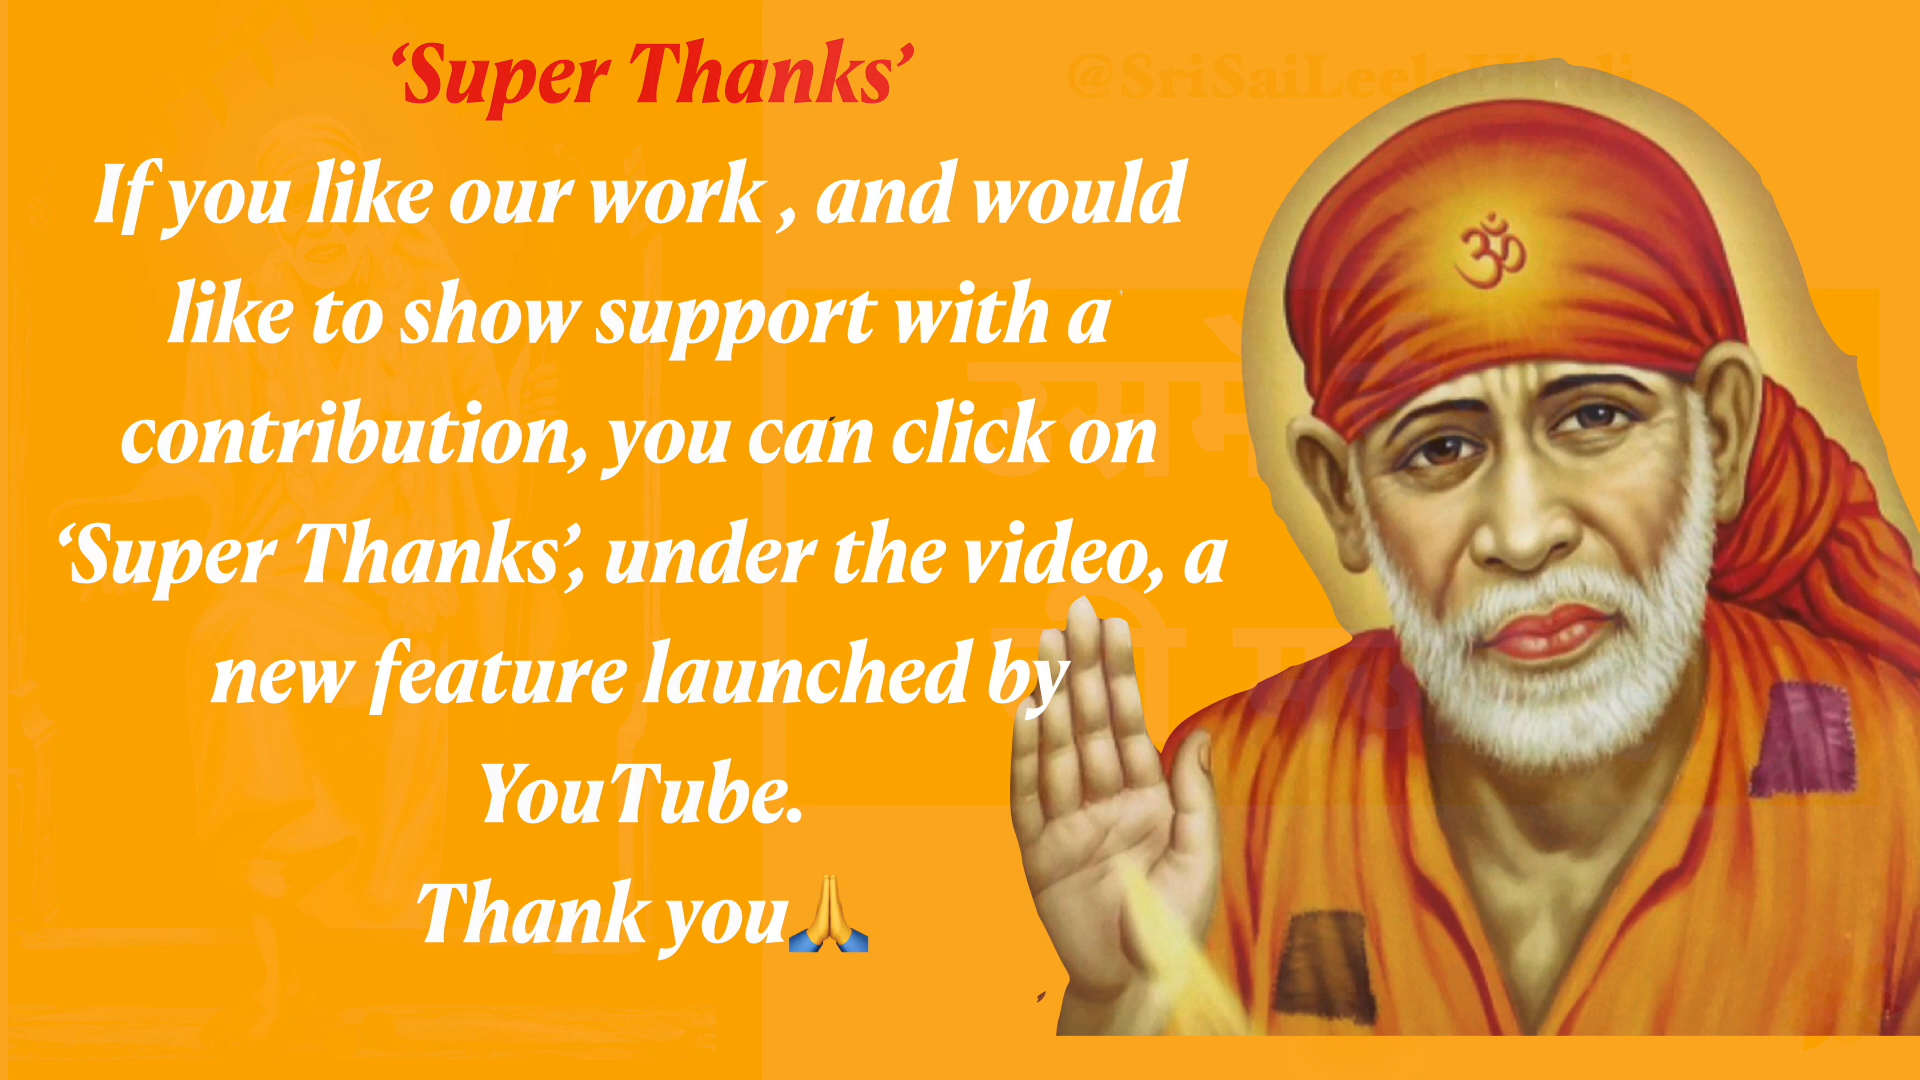 ‘Super Thanks’
@SriSaiLeelaHindi
If you like our work , and would
like to show support with a
contribution, you can click on
‘Super Thanks’, under the video, a
new feature launched by
YouTube.
Thank you🙏
ॐ